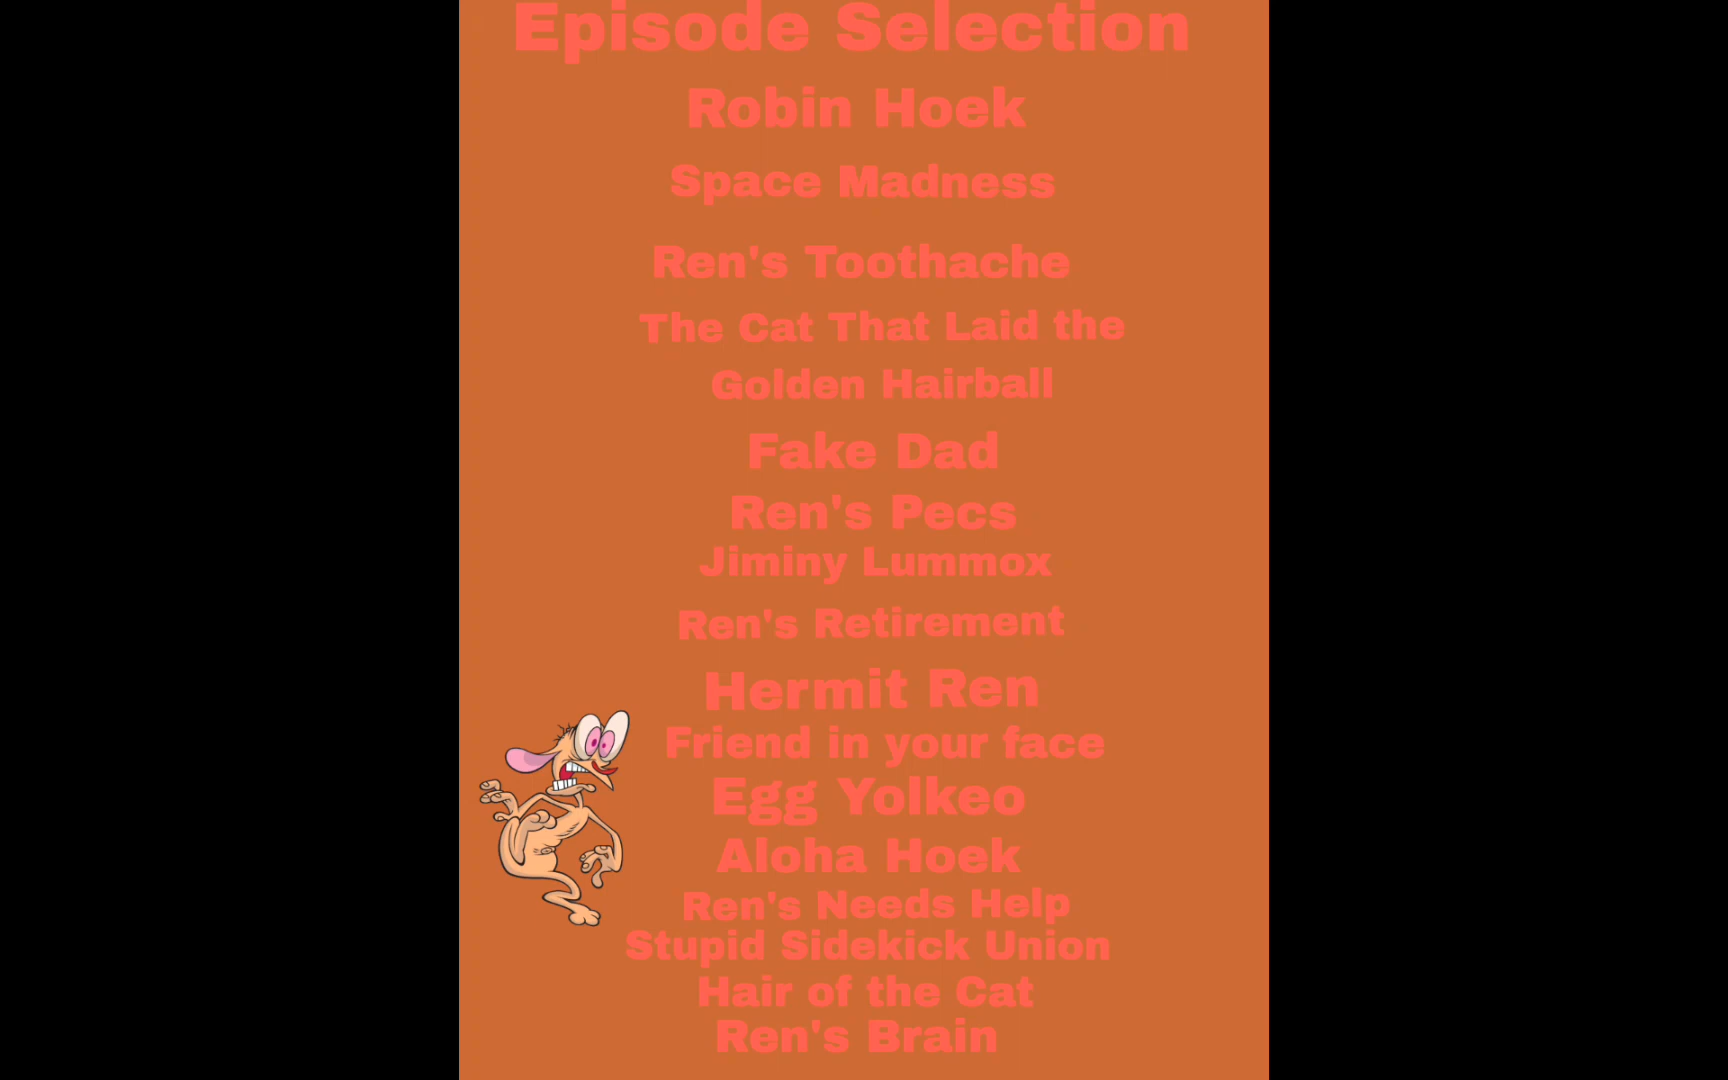 Episode Selection
Robin Hoek
Space Madness
Ren's Toothache
The Cat That Laid the
Golden Hairball
Fake Dad
Ren's Pecs
Jiminy Lummox
Ren's Retirement
Hermit Ren
Friend in your face
Egg Yolkeo
Aloha Hoek
Ren's Needs Help
Stupid Sidekick Union
Hair of the Cat
Ren's Brain